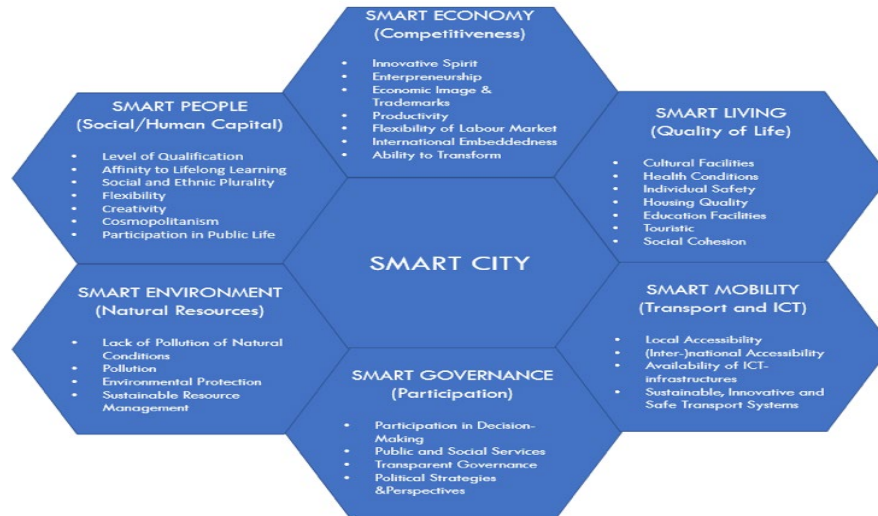 SMART ECONOMY
(Competitiveness)
• Innovative Spirit
• Enterpreneurship
• Economic Image &
Trademarks
• Productivity
• Flexibility of Labour Market
• International Embeddedness
• Ability to Transform
SMART PEOPLE
(Social/Human Capital)
• Level of Qualification
• Affinity to Lifelong Learning
• Social and Ethnic Plurality
• Flexibility
• Creativity
• Cosmopolitanism
• Participation in Public Life
SMART LIVING
(Quality of Life)
• Cultural Facilities
• Health Conditions
• Individual Safety
• Housing Quality
• Education Facilities
• Touristic
• Social Cohesion
SMART CITY
SMART ENVIRONMENT
(Natural Resources)
• Lack of Pollution of Natural
Conditions
• Pollution
• Environmental Protection
• Sustainable Resource
Management
SMART MOBILITY
(Transport and ICT)
• Local Accessibility
• (Inter-)national Accessibility
• Availability of ICT-
infrastructures
• Sustainable, Innovative and
Safe Transport Systems
SMART GOVERNANCE
(Participation)
• Participation in Decision-
Making
• Public and Social Services
• Transparent Governance
• Political Strategies
&Perspectives